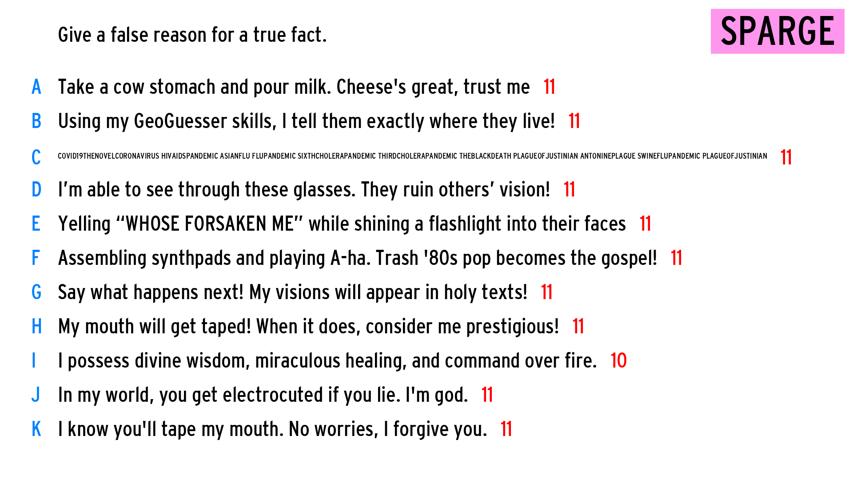 Give a false reason for a true fact.
SPARGE
A Take a cow stomach and pour milk. Cheese's great, trust me 11
B Using my GeoGuesser skills, I tell them exactly where they live! 11
C COVID19THENOVELCORONAVIRUS HIVAIDSPANDEMIC ASIANFLU FLUPANDEMIC SIXTHCHOLERAPANDEMIC THIRDCHOLERAPANDEMIC THEBLACKDEATH PLAGUEOFJUSTINIAN ANTONINEPLAGUE SWINEFLUPANDEMIC PLAGUEOFJUSTINIAN 11
D I’m able to see through these glasses. They ruin others’ vision! 11
E Yelling “WHOSE FORSAKEN ME” while shining a flashlight into their faces 11
F Assembling synthpads and playing A-ha. Trash '80s pop becomes the gospel! 11
G Say what happens next! My visions will appear in holy texts! 11
H My mouth will get taped! When it does, consider me prestigious! 11
I I possess divine wisdom, miraculous healing, and command over fire. 10
J In my world, you get electrocuted if you lie. I'm god. 11
K I know you'll tape my mouth. No worries, I forgive you. 11